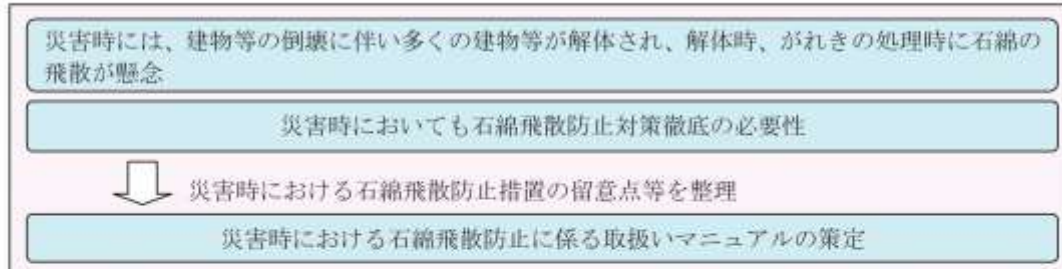 災害時には、建物等の倒壊に伴い多くの建物等が解体され、解体時、がれきの処理時に石綿の
飛散が懸念
災害時においても石綿飛散防止対策徹底の必要性
災害時における石綿飛散防止措置の留意点等を整理
災害時における石綿飛散防止に係る取扱いマニュアルの策定